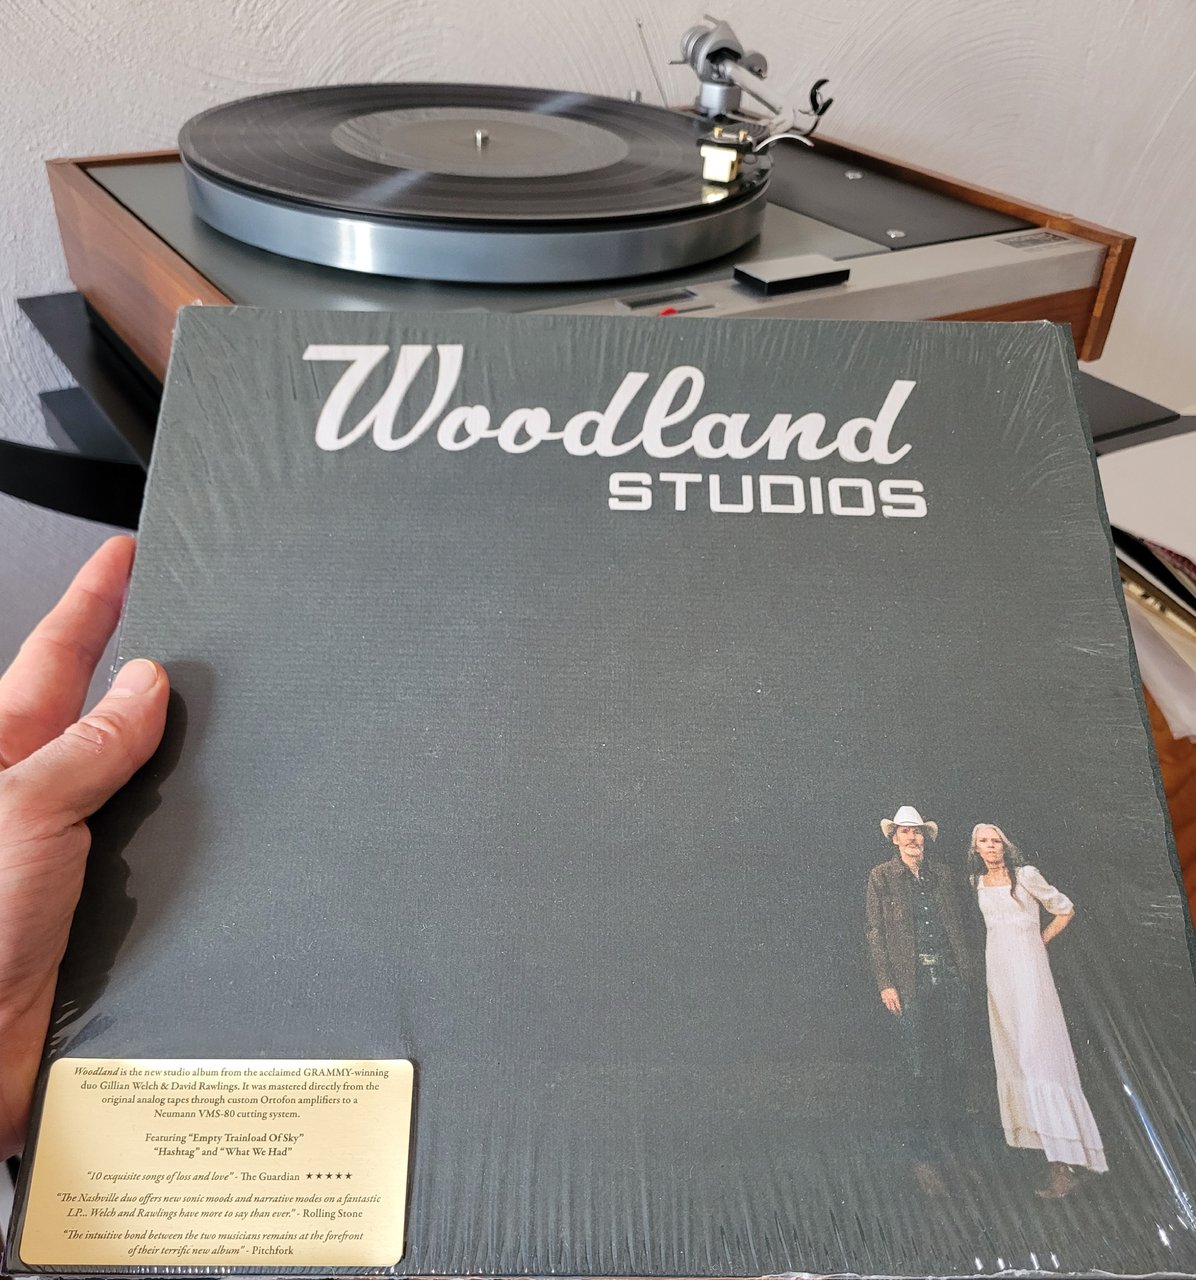 Woodland
STUDIOS
Woodland is the new studio album from the acclaimed GRAMMY-winning
duo Gillian Welch & David Rawlings. It was mastered directly from the
original analog tapes through custom Ortofon amplifiers to a
Neumann VMS-80 cutting system.
Featuring “Empty Trainload Of Sky”
“Hashtag” and “What We Had”
“10 exquisite songs of loss and love” - The Guardian ★★★★★
“The Nashville duo offers new sonic moods and narrative modes on a fantastic
LP... Welch and Rawlings have more to say than ever.” - Rolling Stone
“The intuitive bond between the two musicians remains at the forefront
of their terrific new album” - Pitchfork